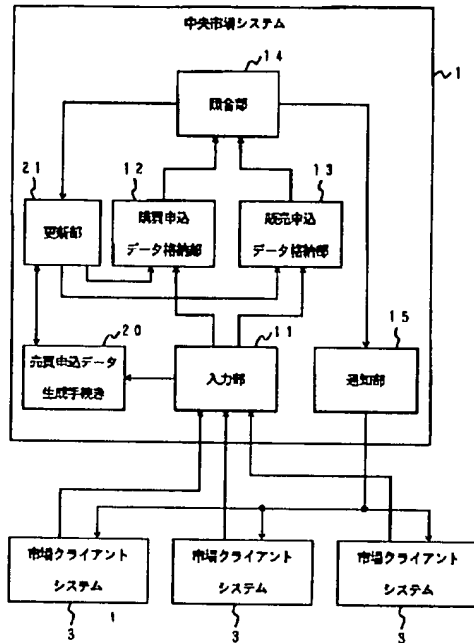 中央市場システム
14
1
照合部
21
12
13
更新部
購買申込
データ格納部
販売申込
データ格納部
20
11
15
売買申込データ
生成手続き
入力部
通知部
市場クライアント
システム
市場クライアント
システム
市場クライアント
システム
3
1
3
3